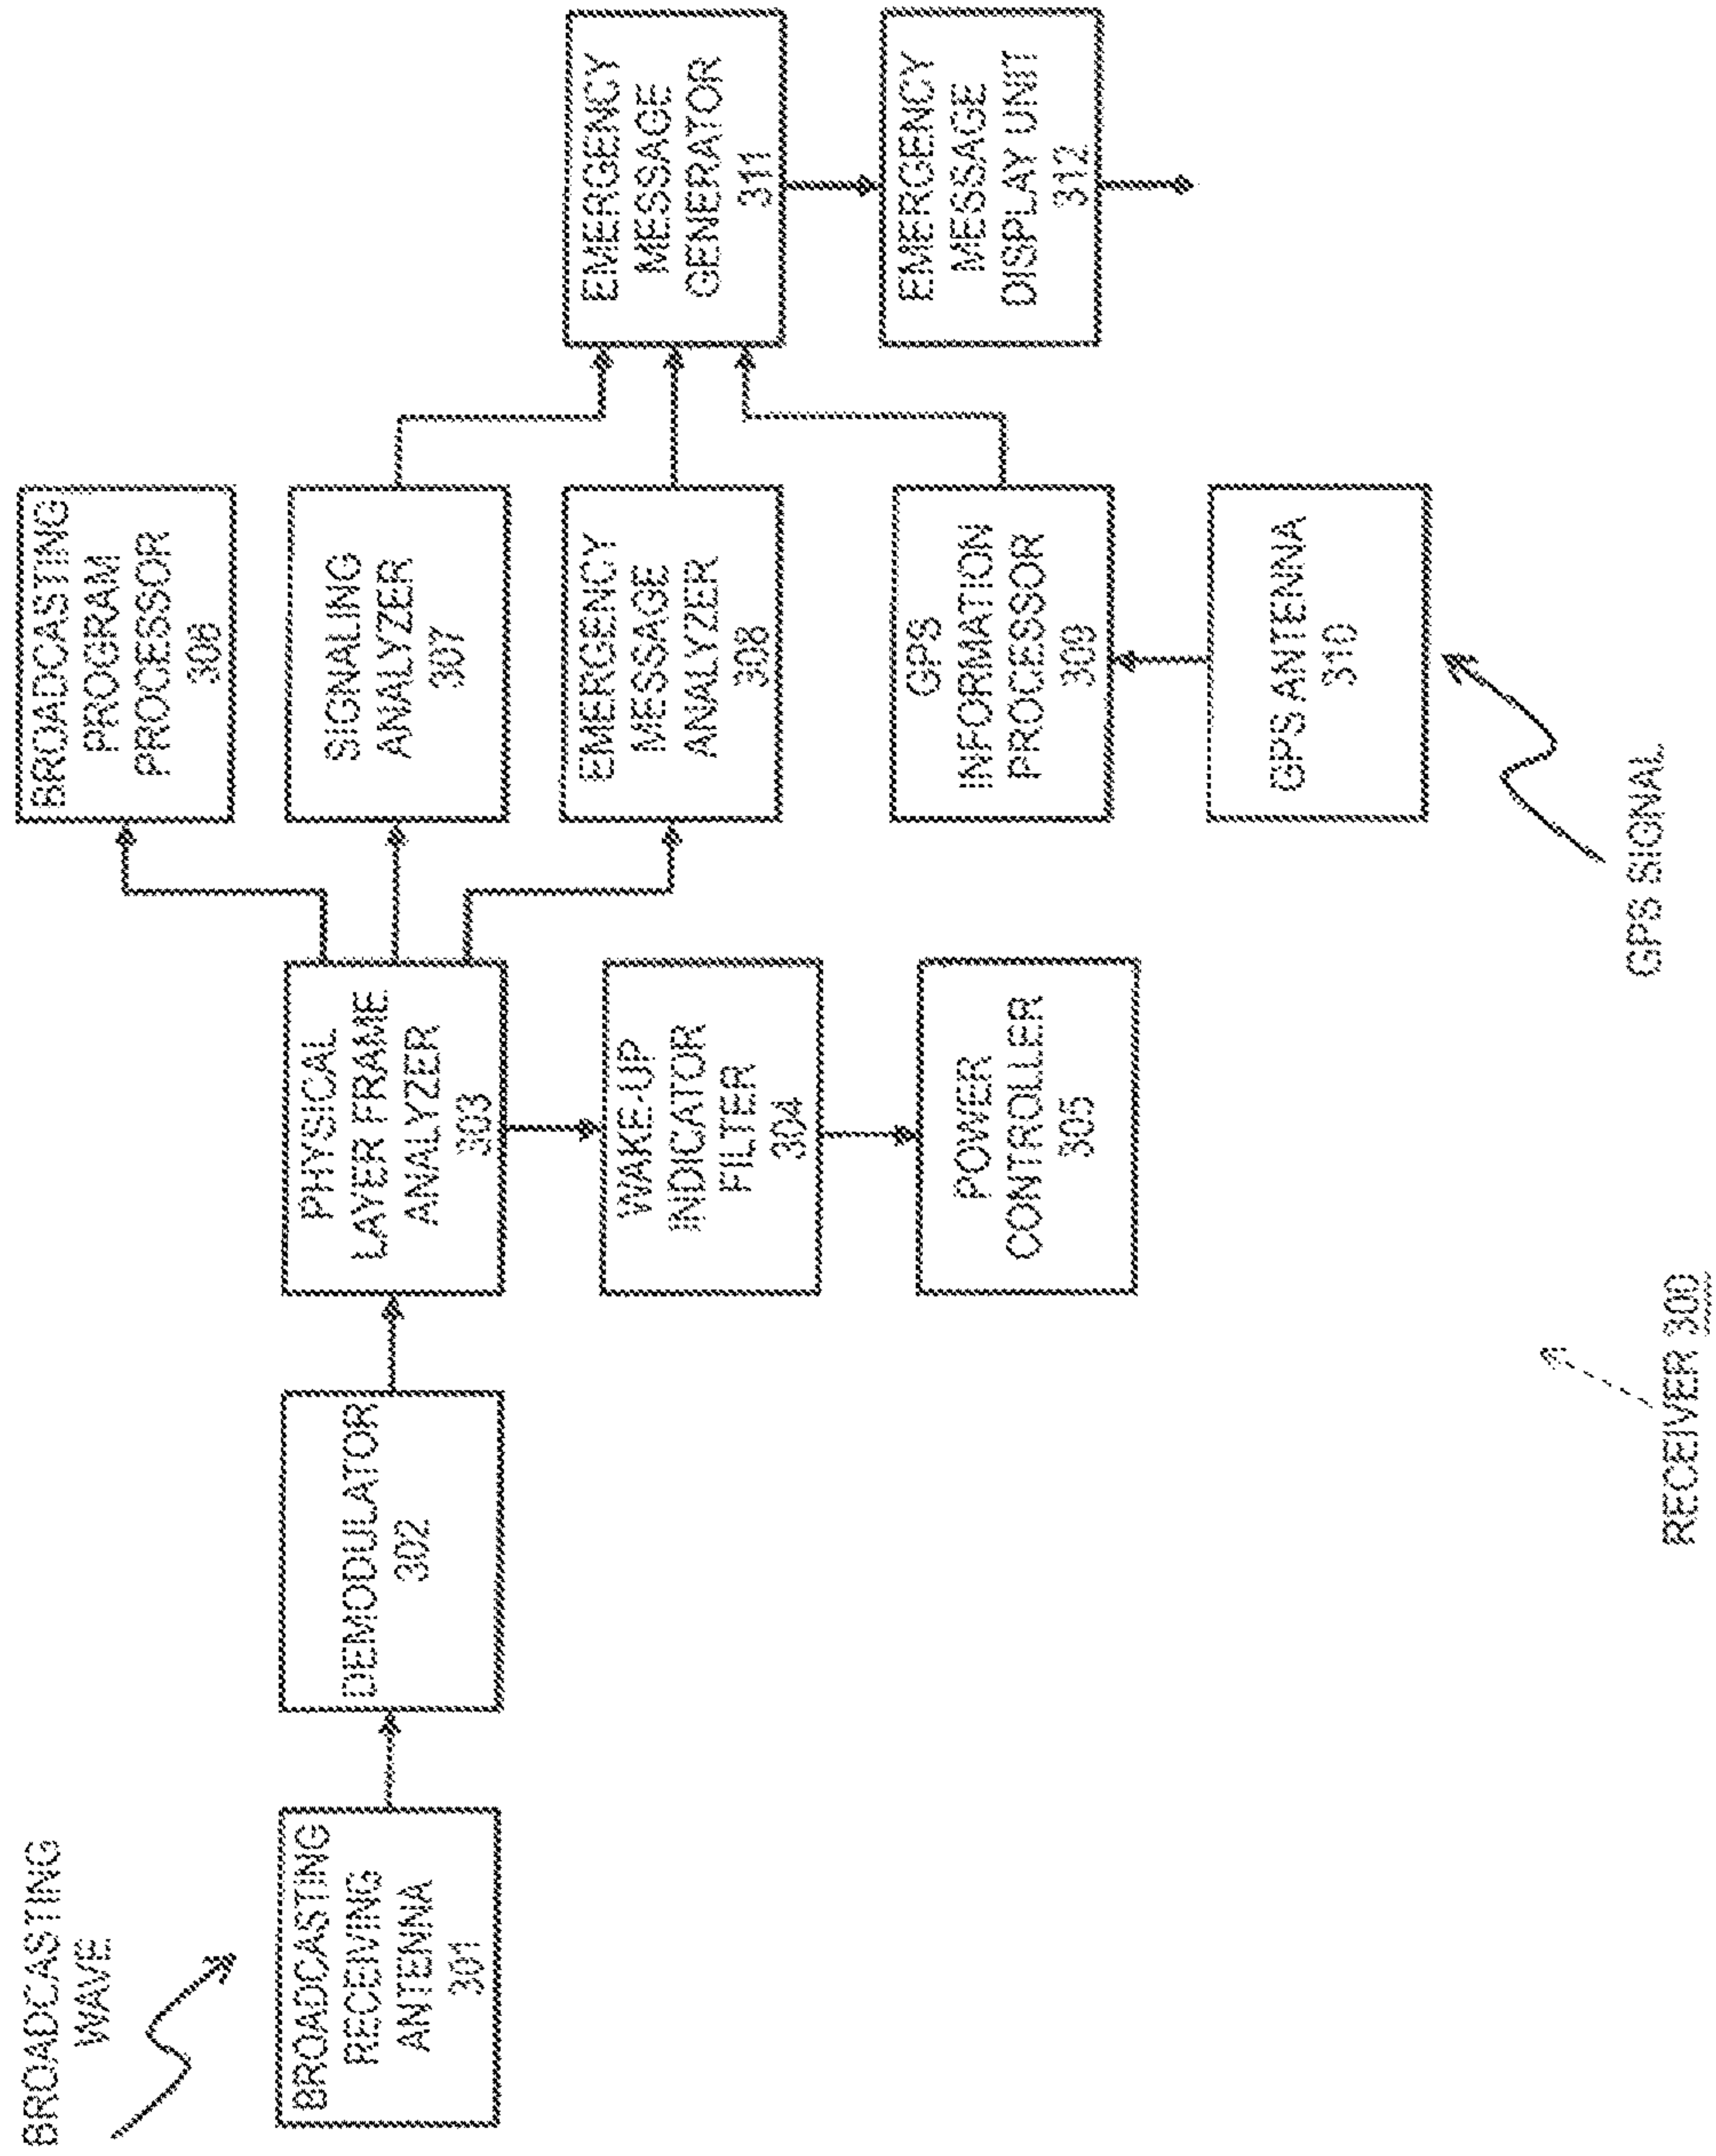 BROADCASTING
WAVE
BROADCASTING
RECEIVING
ANTENNA
301
DEMODULATOR
302
PHYSICAL
LAYER FRAME
ANALYZER
303
WAKE-UP
INDICATOR
FILTER
304
POWER
CONTROLLER
305
BROADCASTING
PROGRAM
PROCESSOR
306
SIGNALING
ANALYZER
307
EMERGENCY
MESSAGE
ANALYZER
308
GPS
INFORMATION
PROCESSOR
309
GPS ANTENNA
310
GPS SIGNAL
EMERGENCY
MESSAGE
GENERATOR
311
EMERGENCY
MESSAGE
DISPLAY UNIT
312
RECEIVER 300